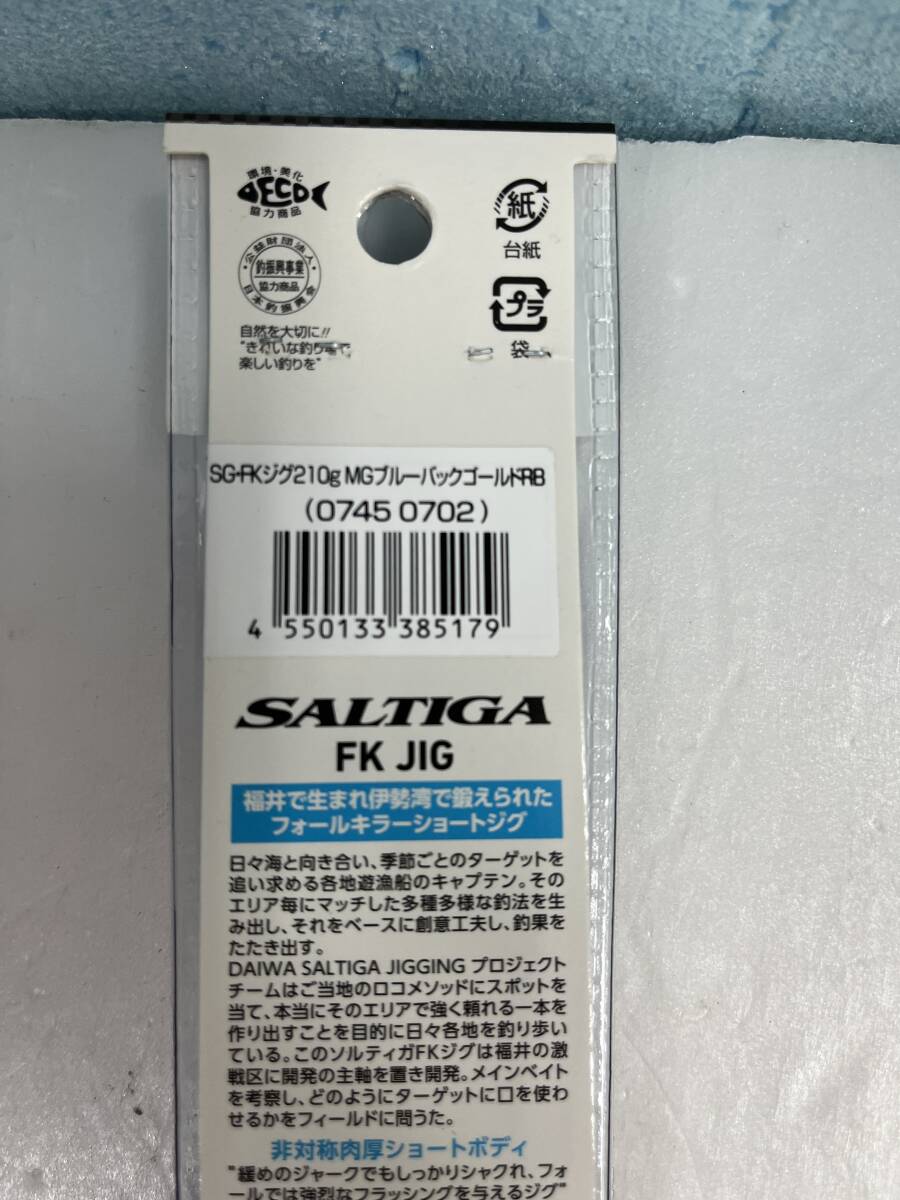 環境・美化
ECO
協力商品
公益財団法人・
釣振興事業
協力商品
日本釣振興会
自然を大切に!!
"きれいな釣り場で
楽しい釣りを"
紙
台紙
プラ
袋
SG・FKジグ210g MGブルーバックゴールドRB
(0745 0702)
4 550133 385179
SALTIGA
FK JIG
福井で生まれ伊勢湾で鍛えられた
フォールキラーショートジグ
日々海と向き合い、季節ごとのターゲットを
追い求める各地遊漁船のキャプテン。その
エリア毎にマッチした多種多様な釣法を生
み出し、それをベースに創意工夫し、釣果を
たたき出す。
DAIWA SALTIGA JIGGING プロジェクト
チームはご当地のロコメソッドにスポットを
当て、本当にそのエリアで強く頼れる一本を
作り出すことを目的に日々各地を釣り歩い
ている。このソルティガFKジグは福井の激
戦区に開発の主軸を置き開発。メインベイト
を考察し、どのようにターゲットに口を使わ
せるかをフィールドに問うた。
非対称肉厚ショートボディ
"緩めのジャークでもしっかりシャクれ、フォ
ールでは強烈なフラッシングを与えるジグ"